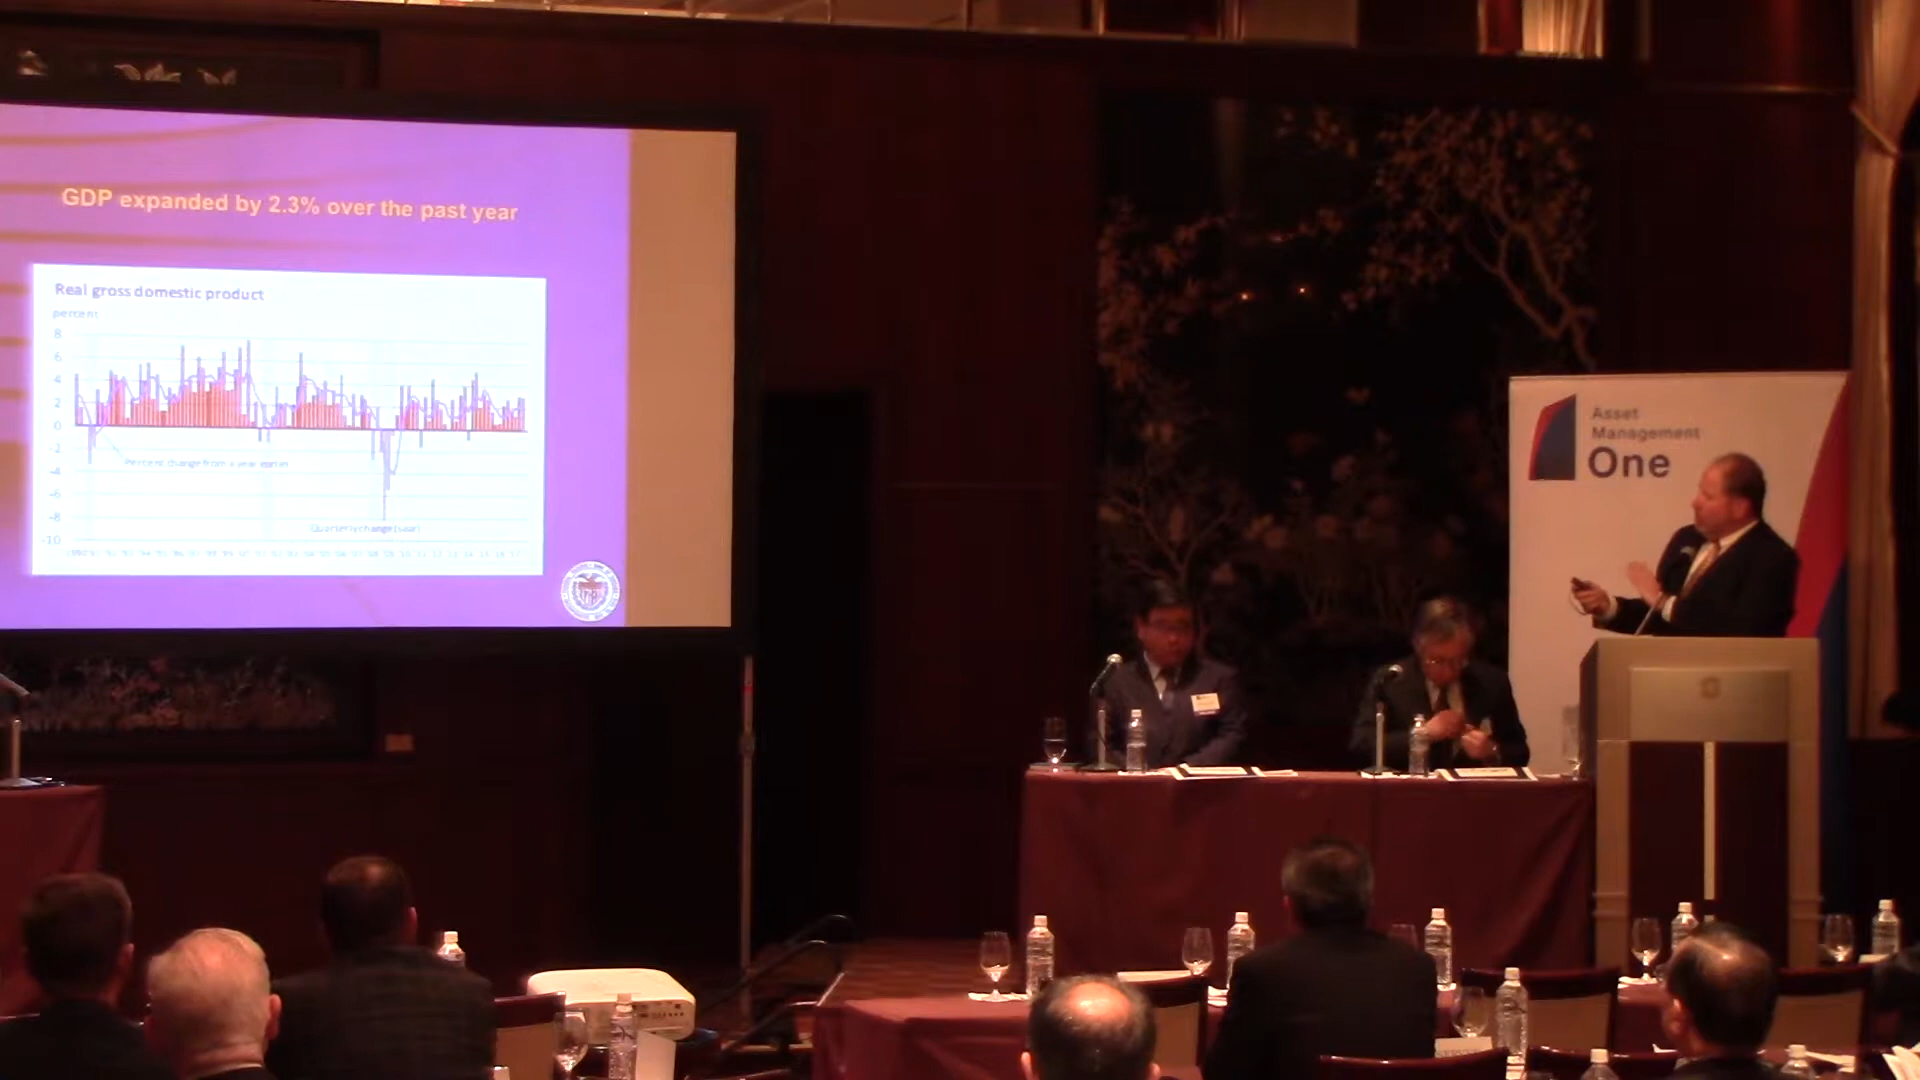 GDP expanded by 2.3% over the past year
Real gross domestic product
percent
8
6
4
2
0
-2
-4
-6
-8
-10
Percent change from a year earlier
Quarterly change (saar)
Asset
Management
One